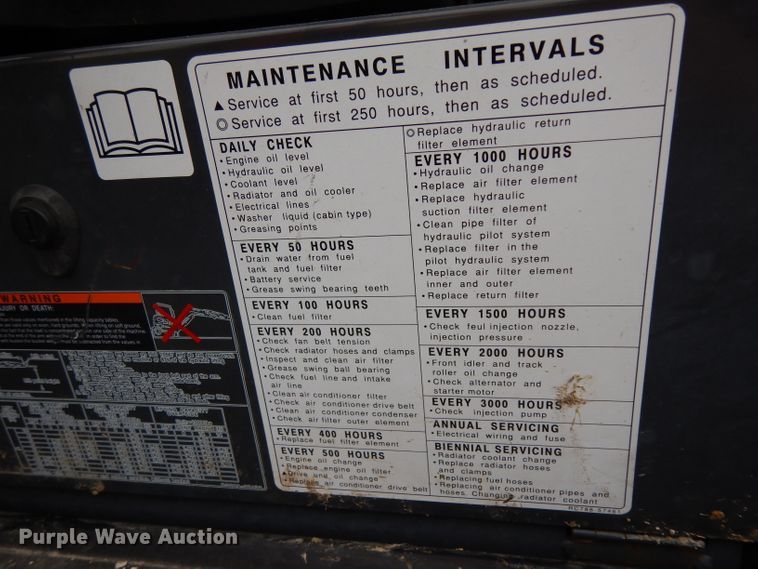 MAINTENANCE INTERVALS
▲ Service at first 50 hours, then as scheduled.
◎ Service at first 250 hours, then as scheduled.
DAILY CHECK
• Engine oil level
• Hydraulic oil level
• Coolant level
• Radiator and oil cooler
• Electrical lines
• Washer liquid (cabin type)
• Greasing points
EVERY 50 HOURS
• Drain water from fuel
tank and fuel filter
• Battery service
• Grease swing bearing teeth
EVERY 100 HOURS
• Clean fuel filter
EVERY 200 HOURS
• Check fan belt tension
• Check radiator hoses and clamps
• Inspect and clean air filter
• Grease swing ball bearing
• Check fuel line and intake
air line
• Clean air conditioner filter
• Check air conditioner drive belt
• Clean air conditioner condenser
• Check air filter outer element
EVERY 400 HOURS
• Replace fuel filter element
EVERY 500 HOURS
• Engine oil change
• Replace engine oil filter
▲ Drive unit oil change
• Replace air conditioner drive belt
◎ Replace hydraulic return
filter element
EVERY 1000 HOURS
• Hydraulic oil change
• Replace air filter element
• Replace hydraulic
suction filter element
• Clean pipe filter of
hydraulic pilot system
• Replace filter in the
pilot hydraulic system
• Replace air filter element
inner and outer
• Replace return filter
EVERY 1500 HOURS
• Check feul injection nozzle,
injection pressure
EVERY 2000 HOURS
• Front idler and track
roller oil change
• Check alternator and
starter motor
EVERY 3000 HOURS
• Check injection pump
ANNUAL SERVICING
• Electrical wiring and fuse
BIENNIAL SERVICING
• Radiator coolant change
• Replace radiator hoses
and clamps
• Replacing fuel hoses
• Replacing air conditioner pipes and
hoses. Changing radiator coolant
WARNING
INJURY OR DEATH:
Purple Wave Auction